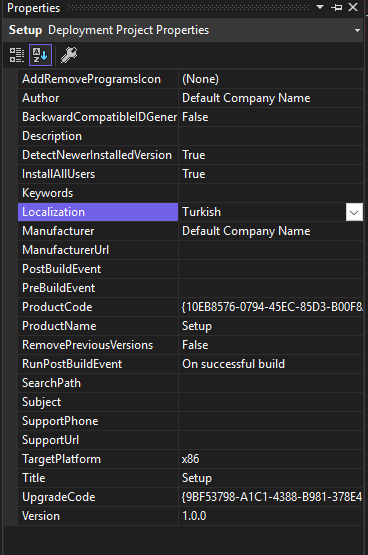 Properties
Setup Deployment Project Properties
AddRemoveProgramsIcon (None)
Author Default Company Name
BackwardCompatibleIDGener False
Description
DetectNewerInstalledVersion True
InstallAllUsers True
Keywords
Localization Turkish
Manufacturer Default Company Name
ManufacturerUrl
PostBuildEvent
PreBuildEvent
ProductCode {10EB8576-0794-45EC-85D3-B00F8
ProductName Setup
RemovePreviousVersions False
RunPostBuildEvent On successful build
SearchPath
Subject
SupportPhone
SupportUrl
TargetPlatform x86
Title Setup
UpgradeCode {9BF53798-A1C1-4388-B981-378E4
Version 1.0.0